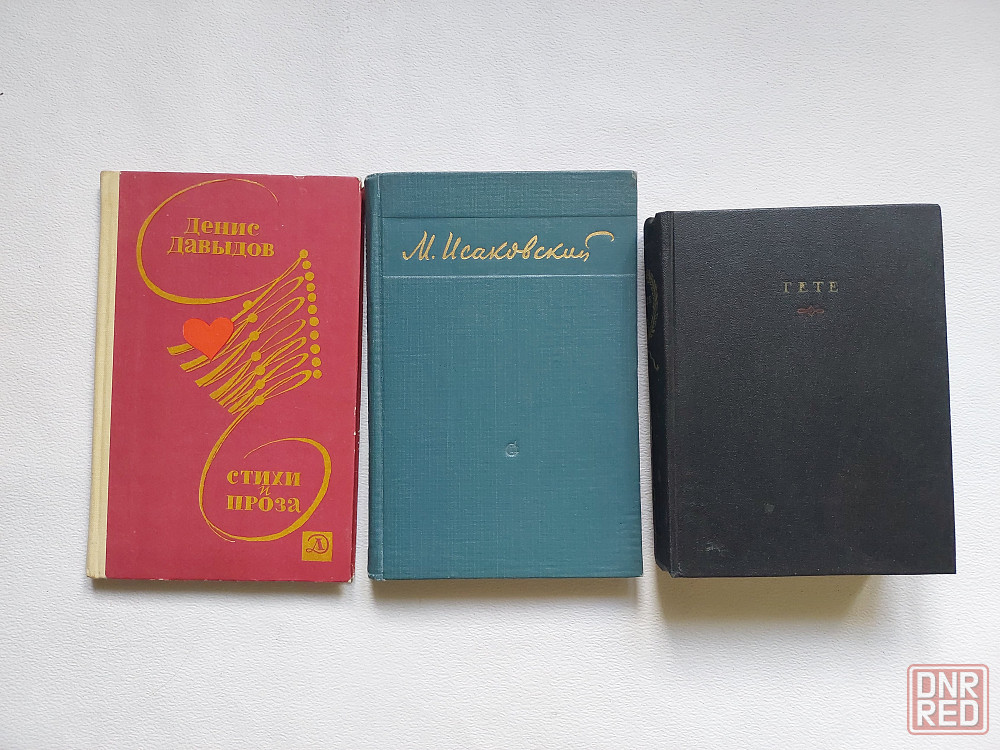 Денис
Давыдов
стихи
и
проза
Д
М. Исаковский
ГЕТЕ
DNR
RED